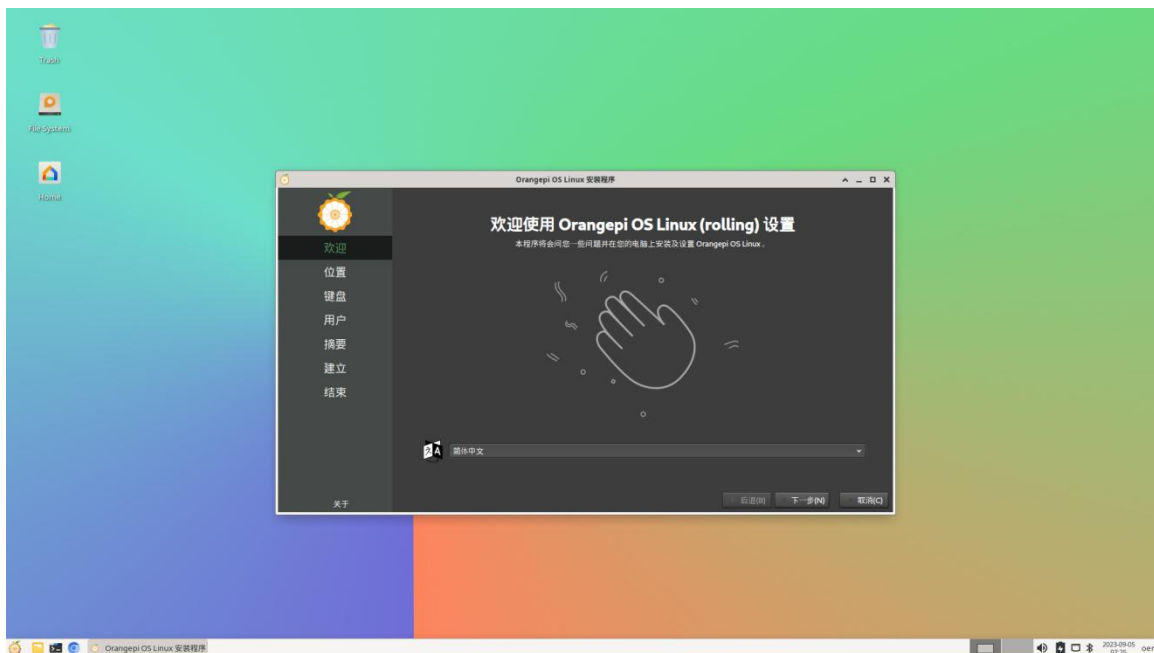 Trash
File System
Home
Orangepi OS Linux 安装程序
欢迎
位置
键盘
用户
摘要
建立
结束
关于
欢迎使用 Orangepi OS Linux (rolling) 设置
本程序将会问您一些问题并在您的电脑上安装及设置 Orangepi OS Linux 。
简体中文
后退(B)
下一步(N)
取消(C)
Orangepi OS Linux 安装程序
2023-09-05
07:25
oem